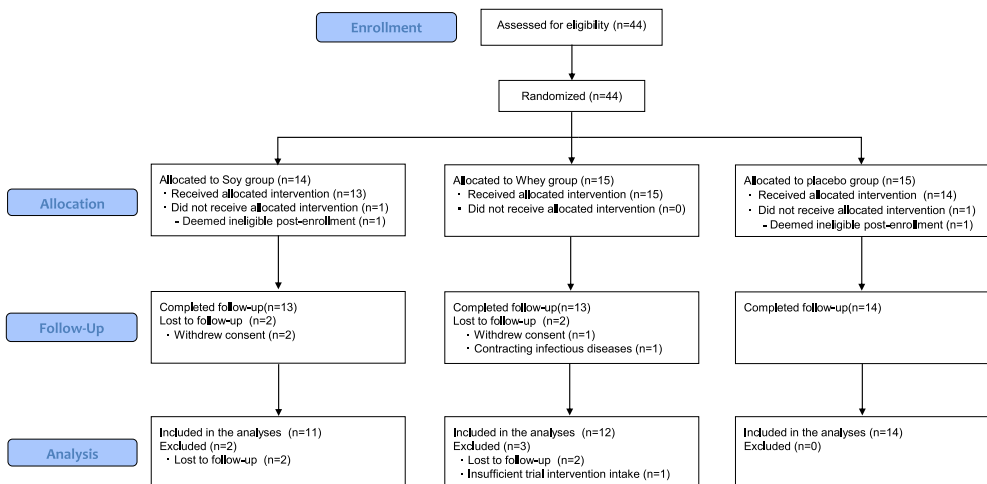 Enrollment
Assessed for eligibility (n=44)
Randomized (n=44)
Allocation
Allocated to Soy group (n=14)
・Received allocated intervention (n=13)
・Did not receive allocated intervention (n=1)
– Deemed ineligible post-enrollment (n=1)
Allocated to Whey group (n=15)
・Received allocated intervention (n=15)
・Did not receive allocated intervention (n=0)
Allocated to placebo group (n=15)
・Received allocated intervention (n=14)
・Did not receive allocated intervention (n=1)
– Deemed ineligible post-enrollment (n=1)
Follow-Up
Completed follow-up(n=13)
Lost to follow-up (n=2)
・Withdrew consent (n=2)
Completed follow-up(n=13)
Lost to follow-up (n=2)
・Withdrew consent (n=1)
・Contracting infectious diseases (n=1)
Completed follow-up(n=14)
Analysis
Included in the analyses (n=11)
Excluded (n=2)
・Lost to follow-up (n=2)
Included in the analyses (n=12)
Excluded (n=3)
・Lost to follow-up (n=2)
・Insufficient trial intervention intake (n=1)
Included in the analyses (n=14)
Excluded (n=0)